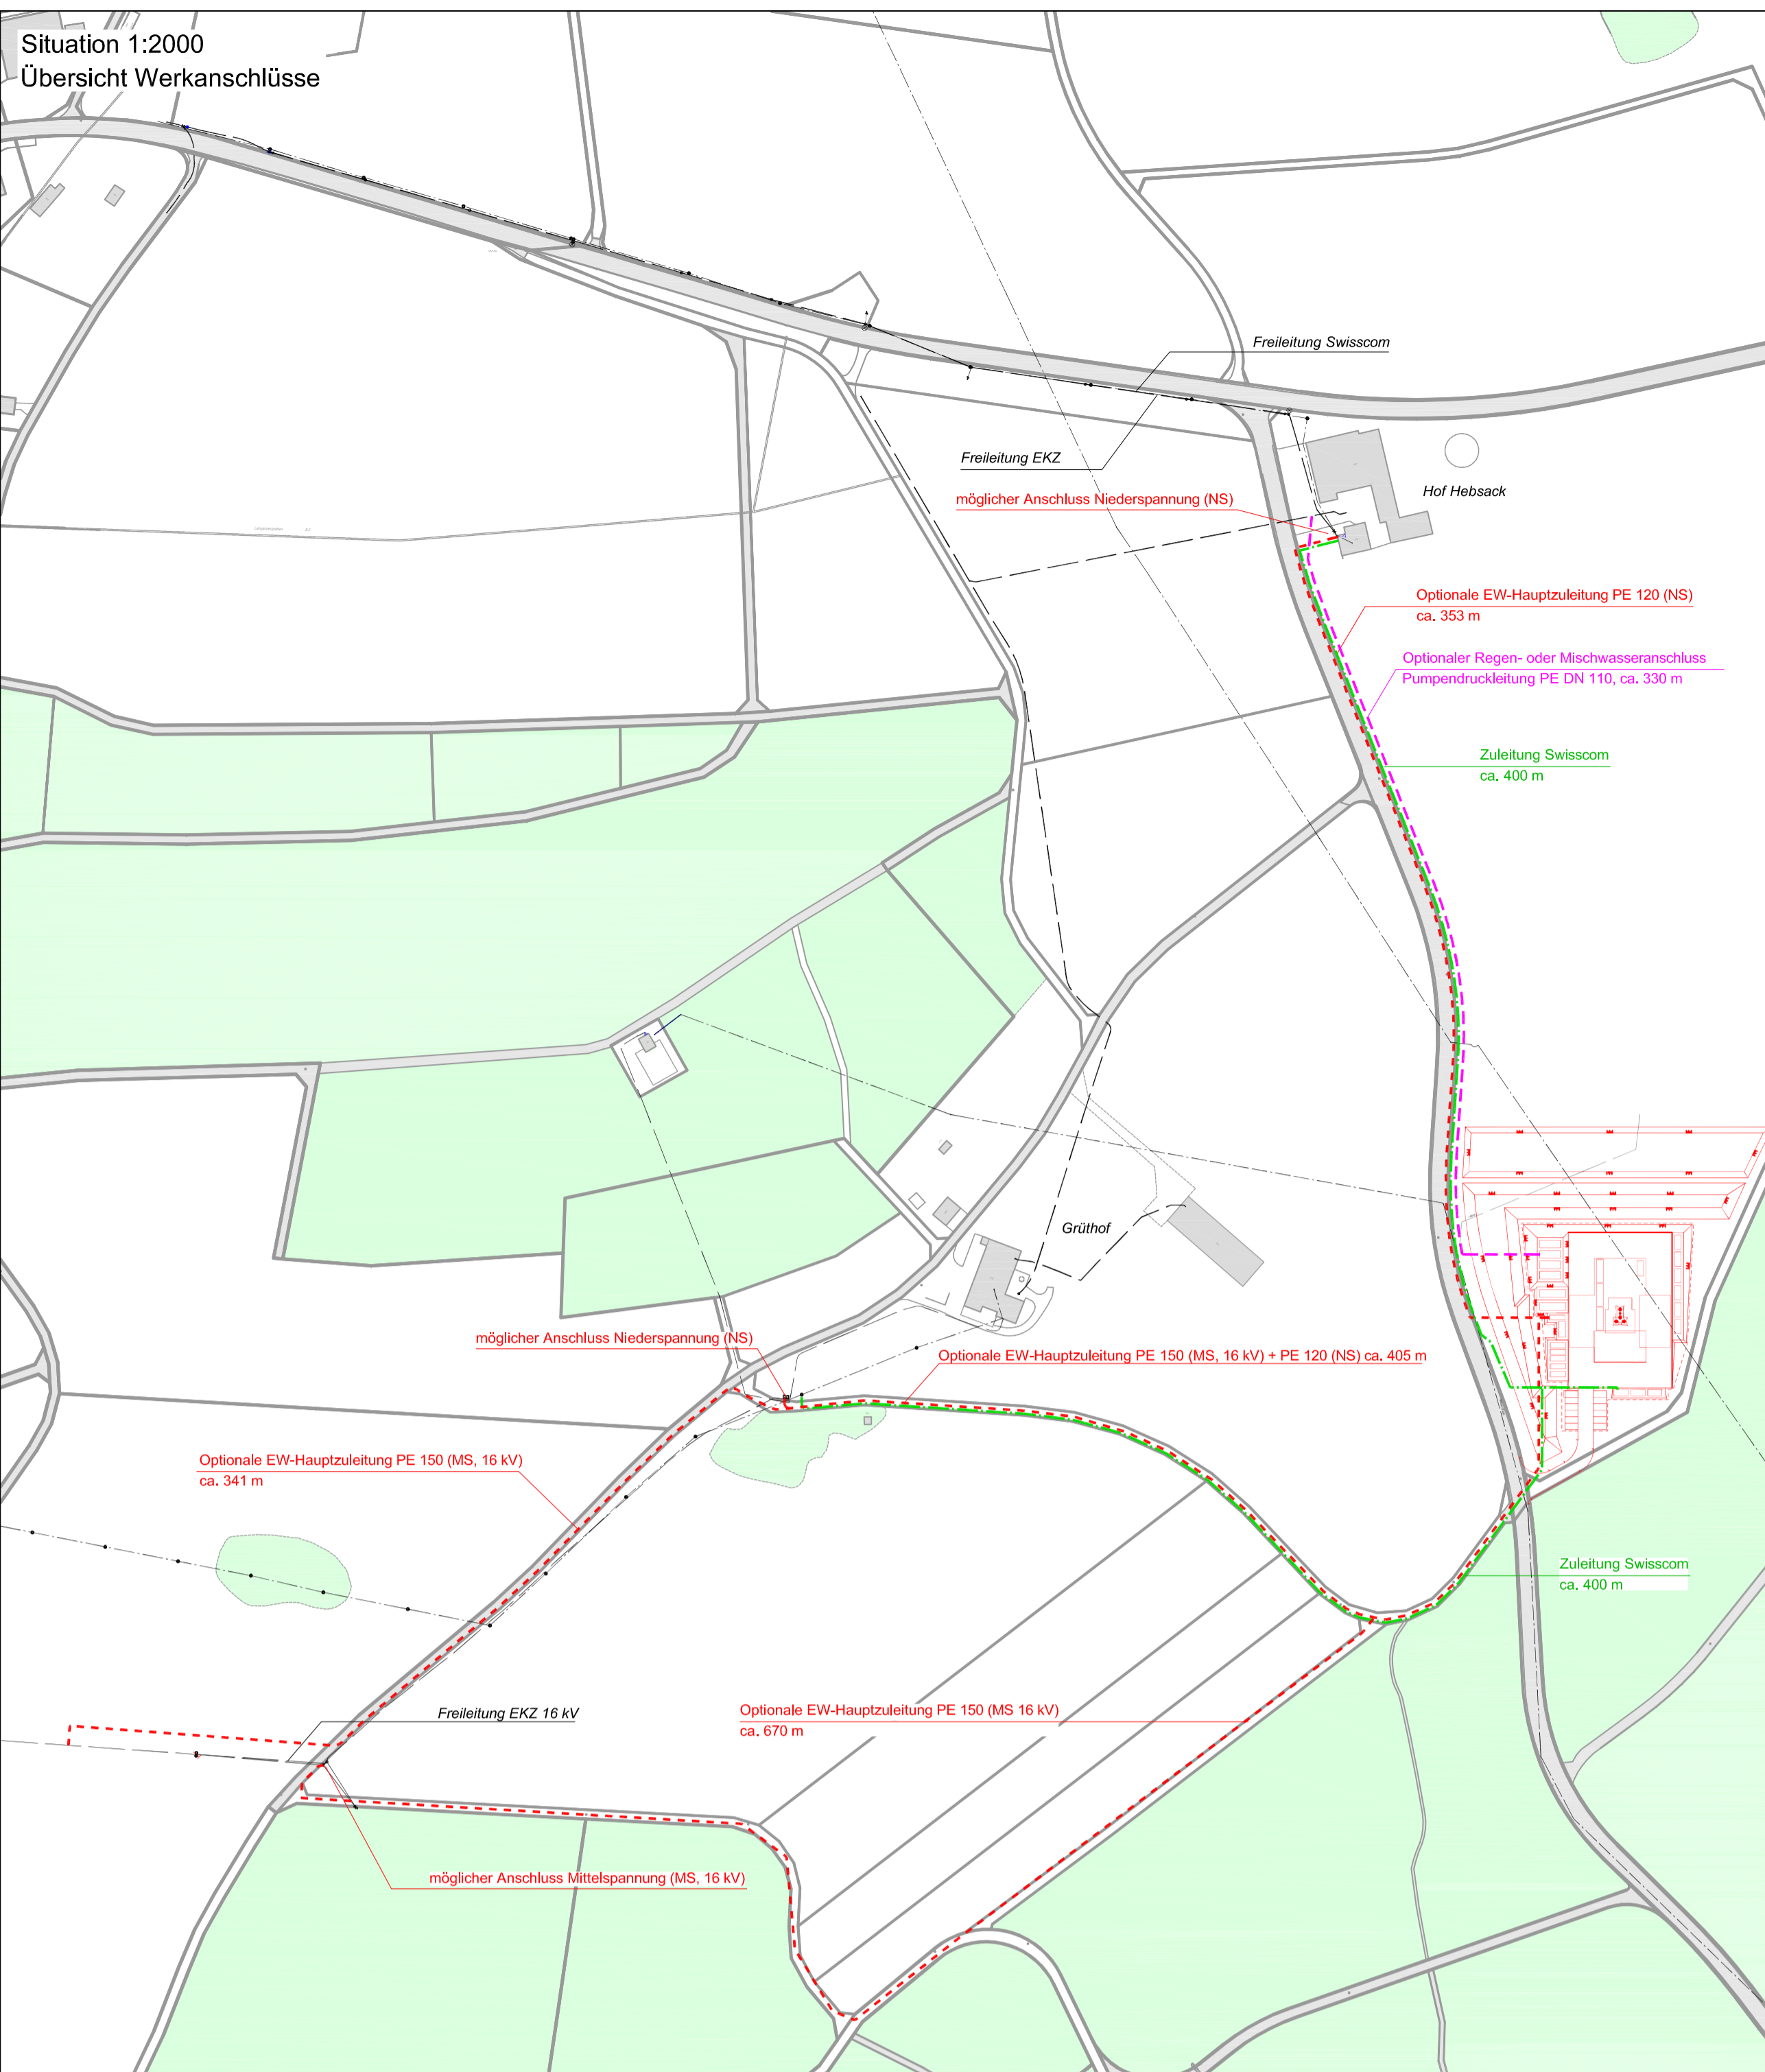 Situation 1:2000
Übersicht Werkanschlüsse
Freileitung Swisscom
Freileitung EKZ
möglicher Anschluss Niederspannung (NS)
Hof Hebsack
Optionale EW-Hauptzuleitung PE 120 (NS)
ca. 353 m
Optionaler Regen- oder Mischwasseranschluss
Pumpendruckleitung PE DN 110, ca. 330 m
Zuleitung Swisscom
ca. 400 m
Grüthof
möglicher Anschluss Niederspannung (NS)
Optionale EW-Hauptzuleitung PE 150 (MS, 16 kV) + PE 120 (NS) ca. 405 m
Optionale EW-Hauptzuleitung PE 150 (MS, 16 kV)
ca. 341 m
Zuleitung Swisscom
ca. 400 m
Freileitung EKZ 16 kV
Optionale EW-Hauptzuleitung PE 150 (MS 16 kV)
ca. 670 m
möglicher Anschluss Mittelspannung (MS, 16 kV)